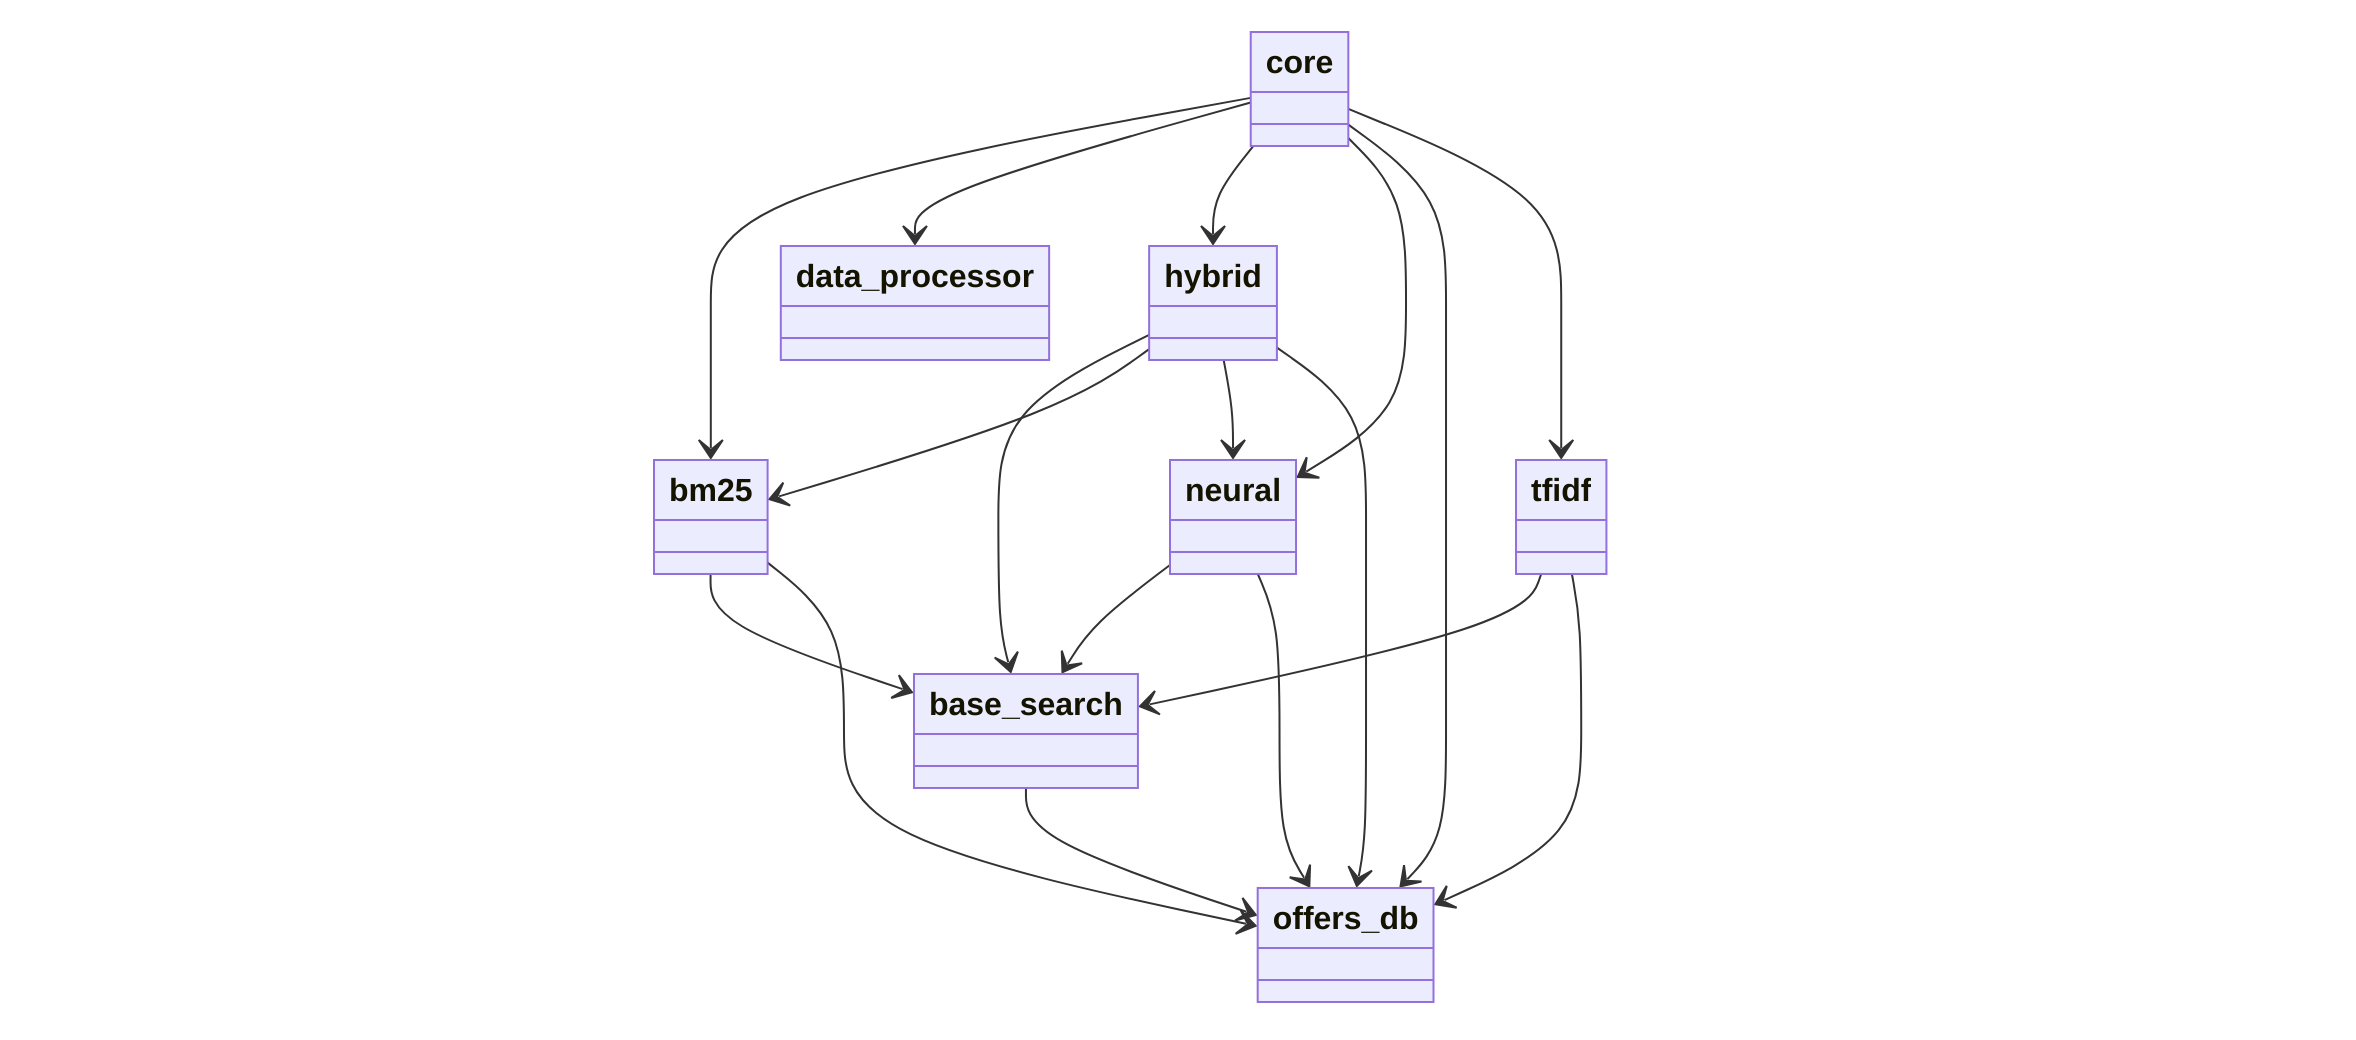 core
data_processor
hybrid
bm25
neural
tfidf
base_search
offers_db